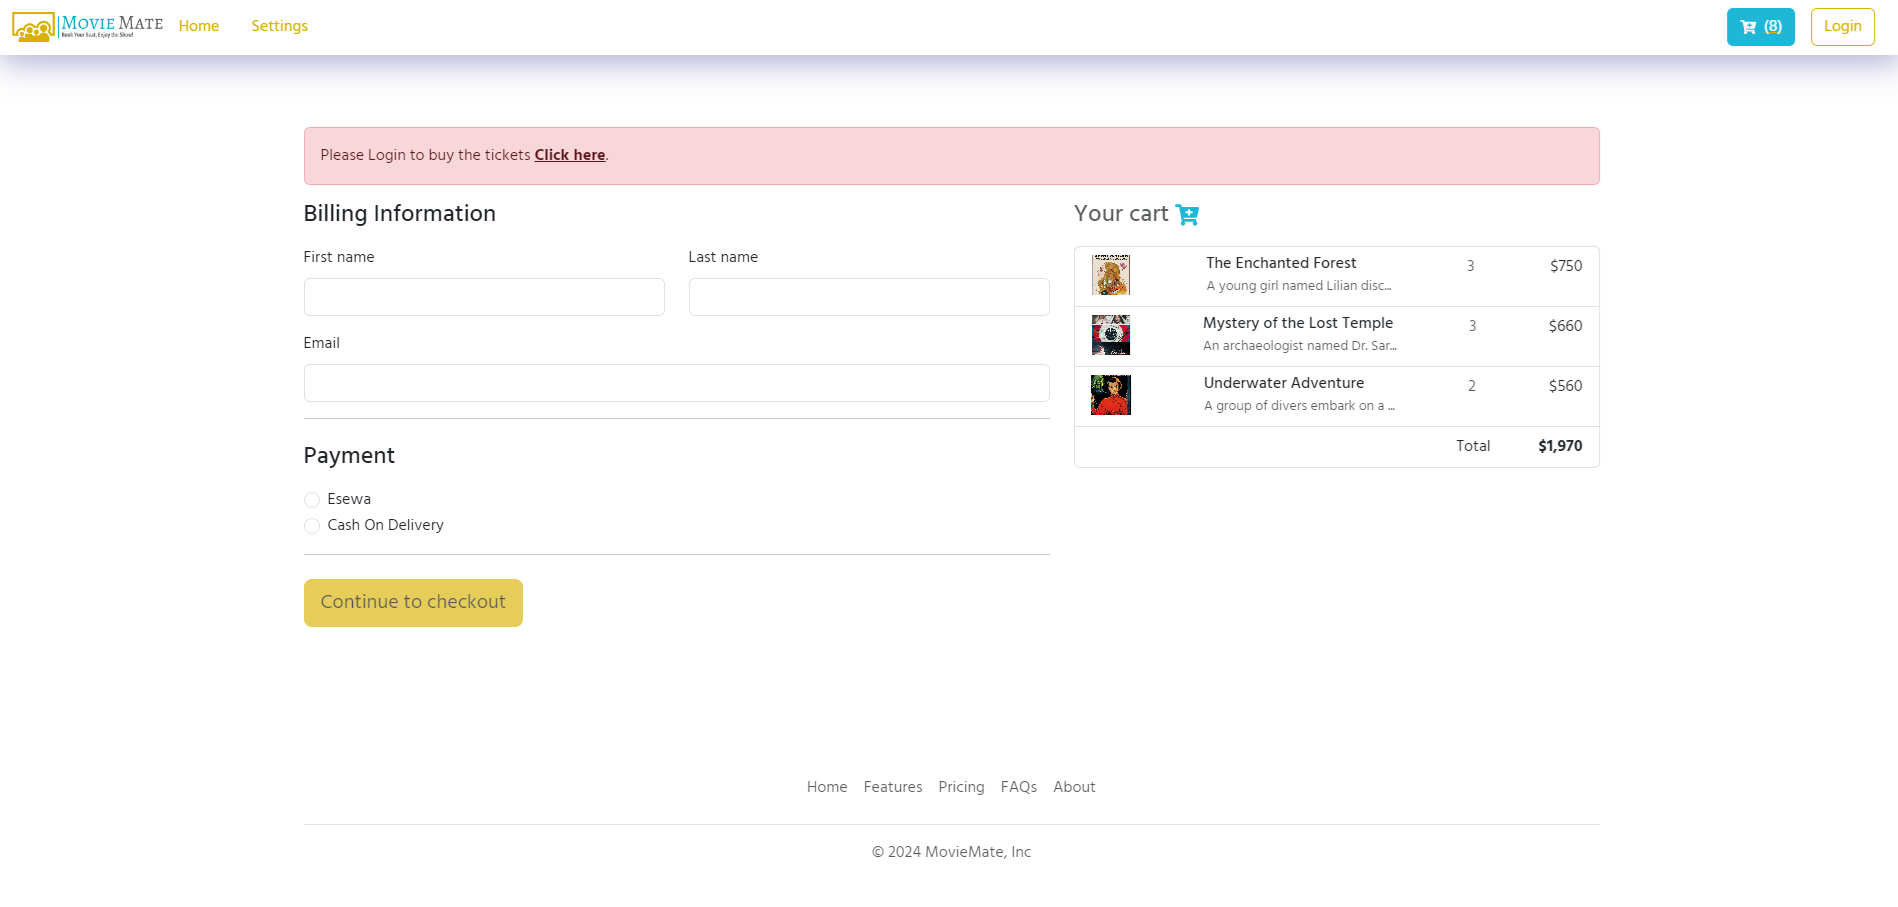 MOVIE MATE
Book Your Seat, Enjoy the Show!
Home
Settings
(8)
Login
Please Login to buy the tickets Click here.
Billing Information
First name
Last name
Email
Payment
Esewa
Cash On Delivery
Continue to checkout
Your cart
The Enchanted Forest 3 $750
A young girl named Lilian disc...
Mystery of the Lost Temple 3 $660
An archaeologist named Dr. Sar...
Underwater Adventure 2 $560
A group of divers embark on a ...
Total $1,970
Home Features Pricing FAQs About
© 2024 MovieMate, Inc